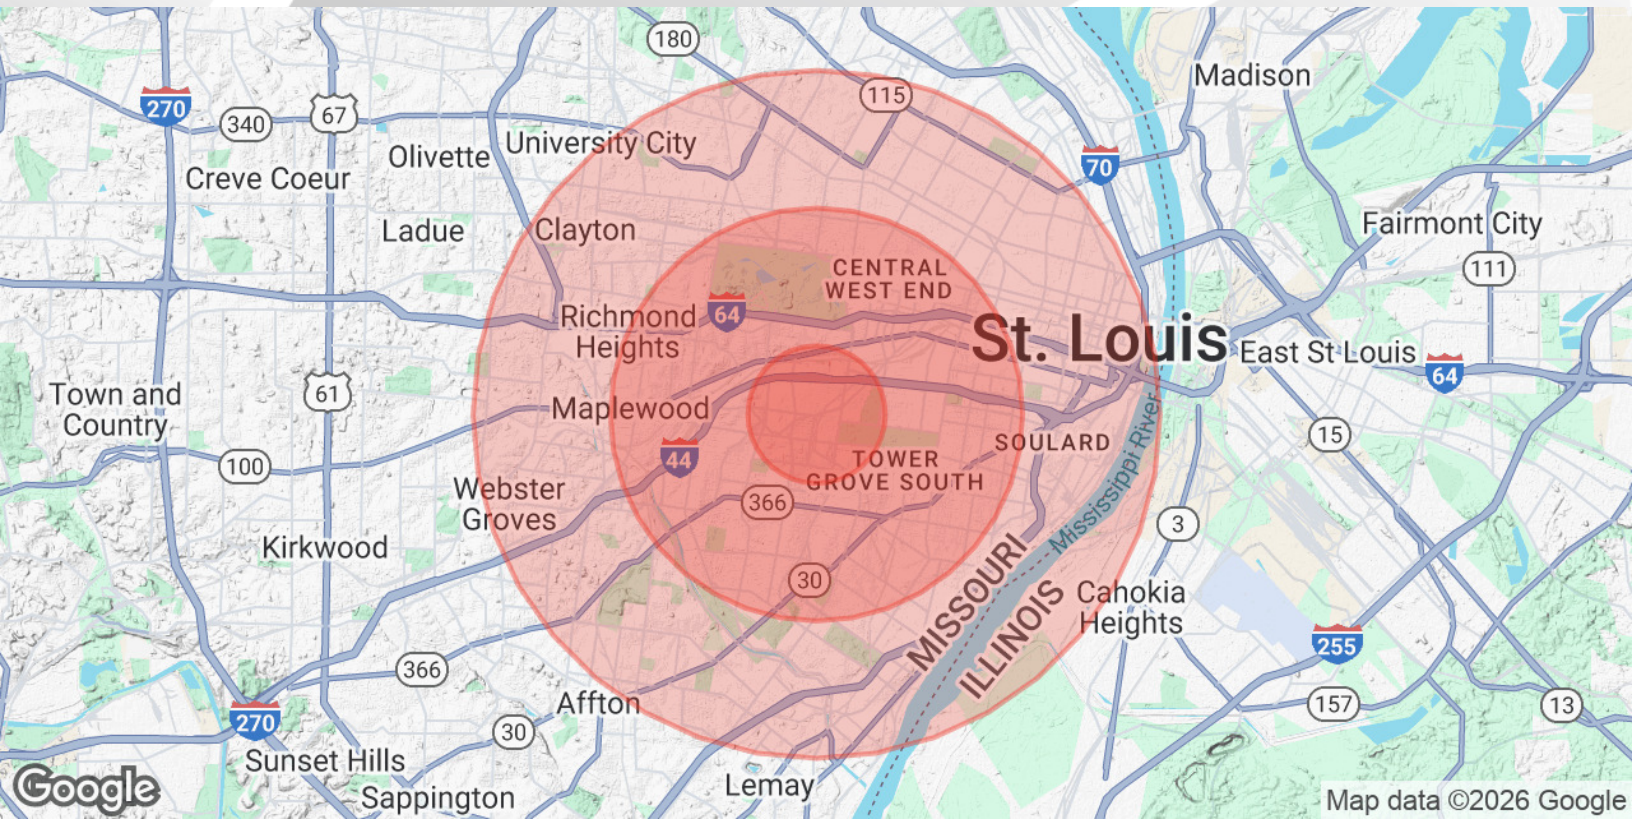 180
Madison
115
270
67
340
University City
Olivette
70
Creve Coeur
Ladue
Clayton
Fairmont City
CENTRAL
WEST END
111
Richmond
Heights
64
St. Louis
East St Louis
64
61
Town and
Country
Maplewood
SOULARD
15
44
TOWER
GROVE SOUTH
100
Webster
Groves
366
Mississippi River
3
Kirkwood
30
MISSOURI
ILLINOIS
Cahokia
Heights
255
366
Affton
157
13
270
30
Sunset Hills
Lemay
Sappington
Google
Map data ©2026 Google